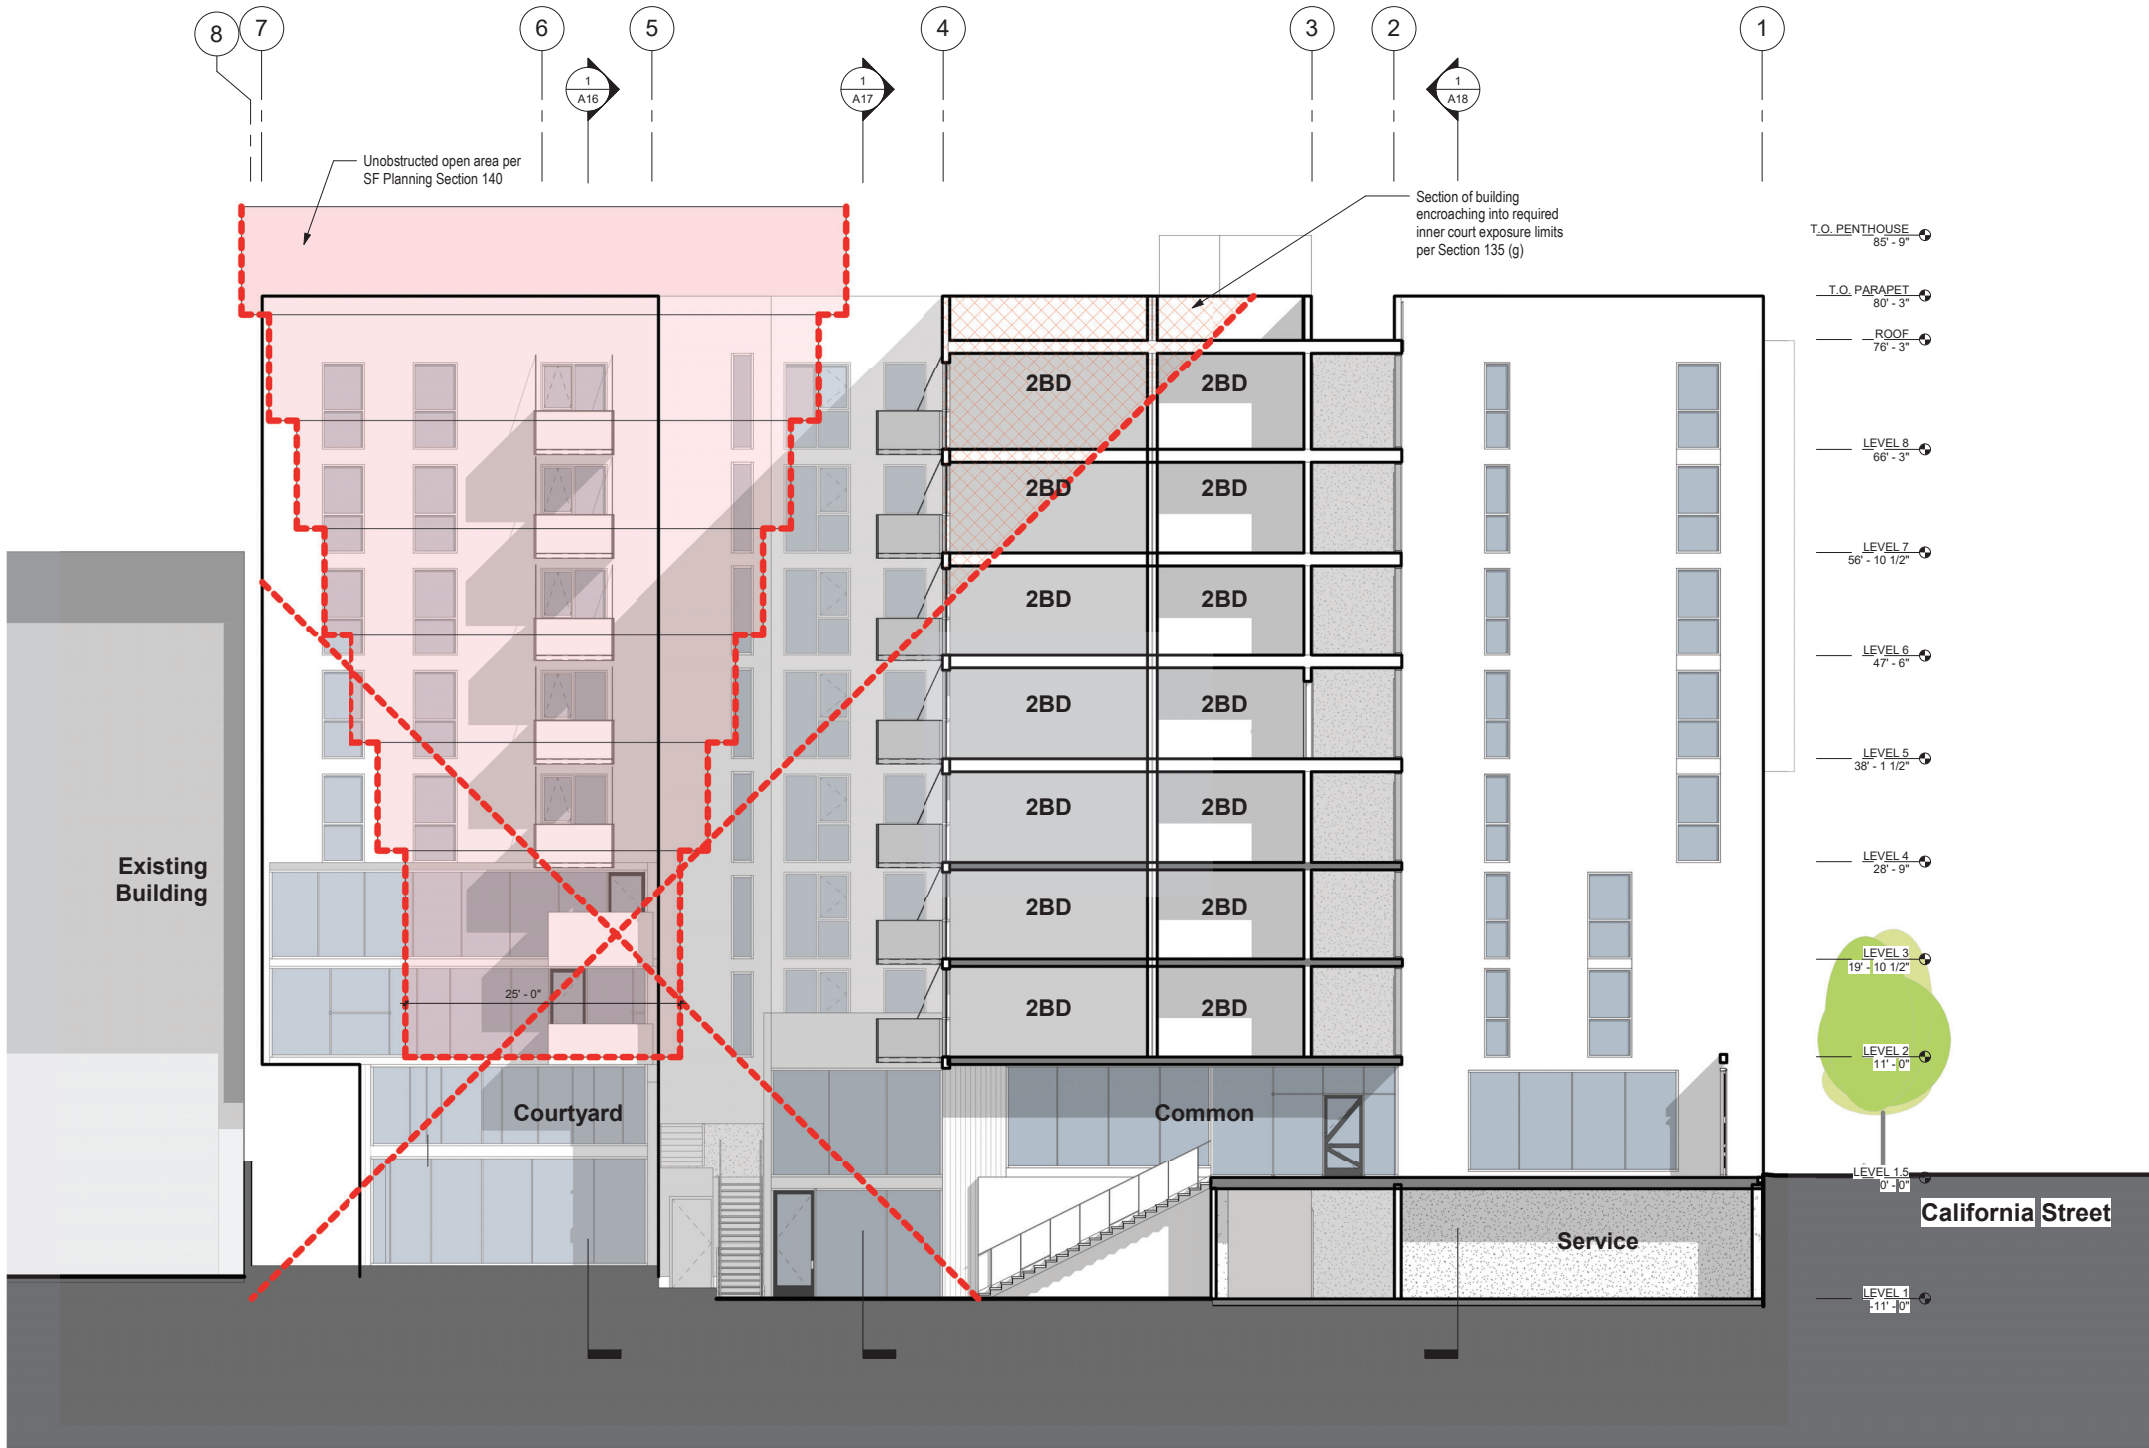 8
7
6
5
4
3
2
1
1
A16
1
A17
1
A18
Unobstructed open area per
SF Planning Section 140
Section of building
encroaching into required
inner court exposure limits
per Section 135 (g)
T.O. PENTHOUSE
85' - 9"
T.O. PARAPET
80' - 3"
ROOF
76' - 3"
2BD
2BD
LEVEL 8
66' - 3"
2BD
2BD
LEVEL 7
56' - 10 1/2"
2BD
2BD
LEVEL 6
47' - 6"
2BD
2BD
LEVEL 5
38' - 1 1/2"
2BD
2BD
LEVEL 4
28' - 9"
Existing
Building
2BD
2BD
LEVEL 3
19' - 10 1/2"
25' - 0"
2BD
2BD
LEVEL 2
11' - 0"
Courtyard
Common
LEVEL 1.5
0' - 0"
California Street
Service
LEVEL 1
-11' - 0"